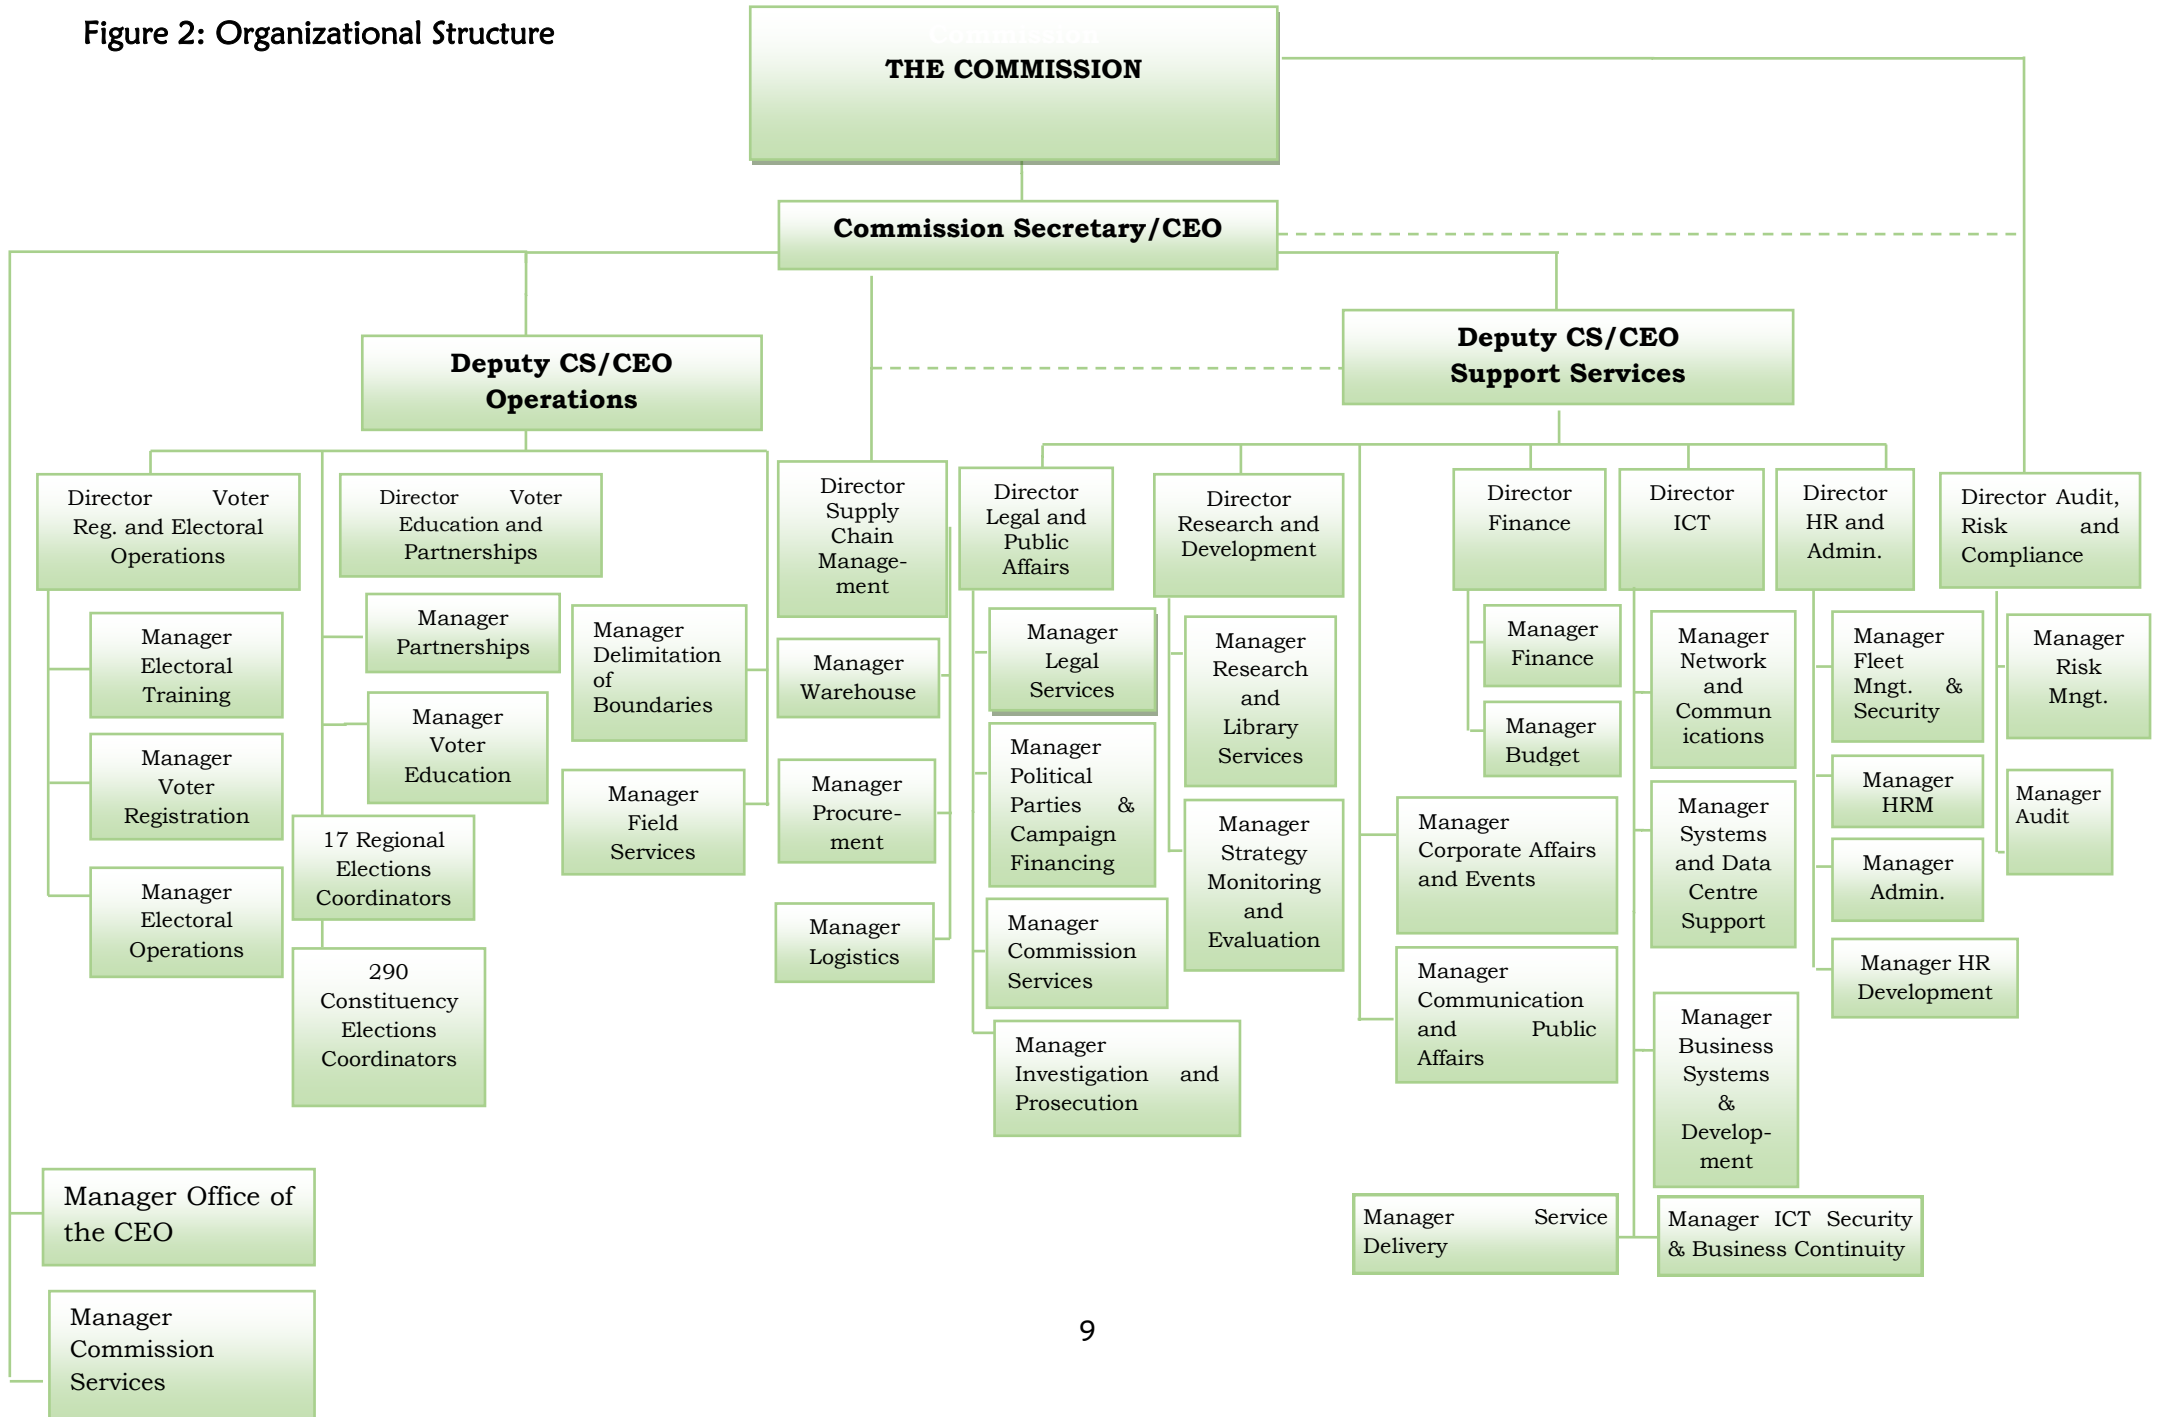 Figure 2: Organizational Structure
Commission
THE COMMISSION
Commission Secretary/CEO
Deputy CS/CEO
Operations
Deputy CS/CEO
Support Services
Director Voter
Reg. and Electoral
Operations
Manager
Electoral
Training
Manager
Voter
Registration
Manager
Electoral
Operations
Director Voter
Education and
Partnerships
Manager
Partnerships
Manager
Voter
Education
17 Regional
Elections
Coordinators
290
Constituency
Elections
Coordinators
Manager
Delimitation
of
Boundaries
Manager
Field
Services
Director
Supply
Chain
Manage-
ment
Manager
Warehouse
Manager
Procure-
ment
Manager
Logistics
Director
Legal and
Public
Affairs
Manager
Legal
Services
Manager
Political
Parties &
Campaign
Financing
Manager
Commission
Services
Manager
Investigation and
Prosecution
Director
Research and
Development
Manager
Research
and
Library
Services
Manager
Strategy
Monitoring
and
Evaluation
Manager
Corporate Affairs
and Events
Manager
Communication
and Public
Affairs
Director
Finance
Manager
Finance
Manager
Budget
Director
ICT
Manager
Network
and
Commun
ications
Manager
Systems
and Data
Centre
Support
Manager
Business
Systems
&
Develop-
ment
Manager Service
Delivery
Manager ICT Security
& Business Continuity
Director
HR and
Admin.
Manager
Fleet
Mngt. &
Security
Manager
HRM
Manager
Admin.
Manager HR
Development
Director Audit,
Risk and
Compliance
Manager
Risk
Mngt.
Manager
Audit
Manager Office of
the CEO
Manager
Commission
Services
9